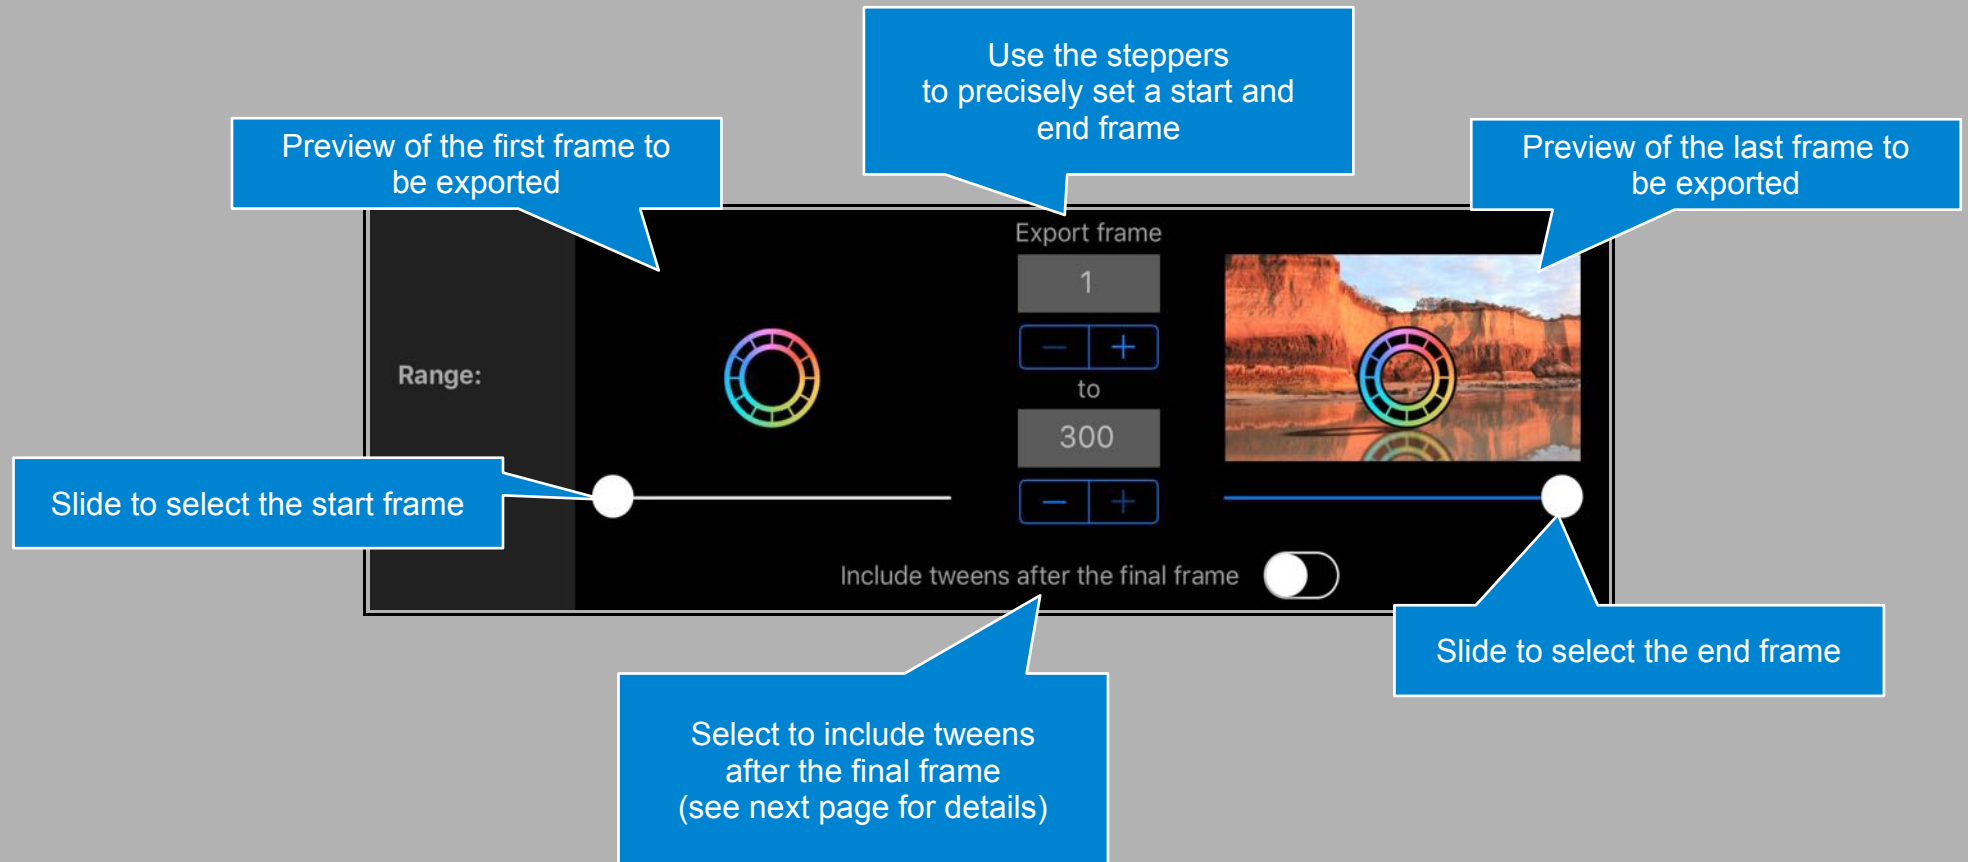 Use the steppers
to precisely set a start and
end frame
Preview of the first frame to
be exported
Preview of the last frame to
be exported
Export frame
1
− +
Range:
to
300
− +
Slide to select the start frame
Include tweens after the final frame
Slide to select the end frame
Select to include tweens
after the final frame
(see next page for details)